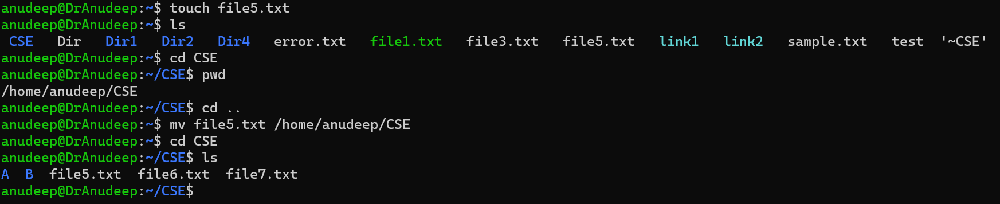 anudeep@DrAnudeep:~$ touch file5.txt
anudeep@DrAnudeep:~$ ls
 CSE   Dir   Dir1   Dir2   Dir4   error.txt   file1.txt   file3.txt   file5.txt   link1   link2   sample.txt   test  '~CSE'
anudeep@DrAnudeep:~$ cd CSE
anudeep@DrAnudeep:~/CSE$ pwd
/home/anudeep/CSE
anudeep@DrAnudeep:~/CSE$ cd ..
anudeep@DrAnudeep:~$ mv file5.txt /home/anudeep/CSE
anudeep@DrAnudeep:~$ cd CSE
anudeep@DrAnudeep:~/CSE$ ls
A  B  file5.txt  file6.txt  file7.txt
anudeep@DrAnudeep:~/CSE$